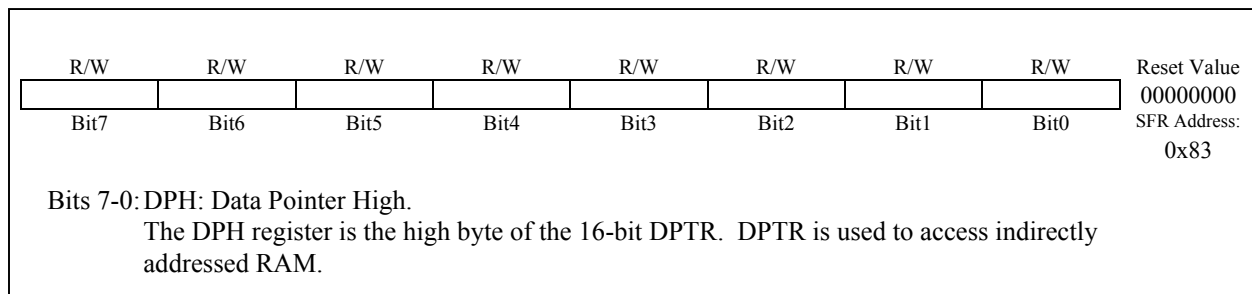 R/W R/W R/W R/W R/W R/W R/W R/W Reset Value
00000000
Bit7 Bit6 Bit5 Bit4 Bit3 Bit2 Bit1 Bit0 SFR Address:
0x83
Bits 7-0: DPH: Data Pointer High.
The DPH register is the high byte of the 16-bit DPTR. DPTR is used to access indirectly
addressed RAM.